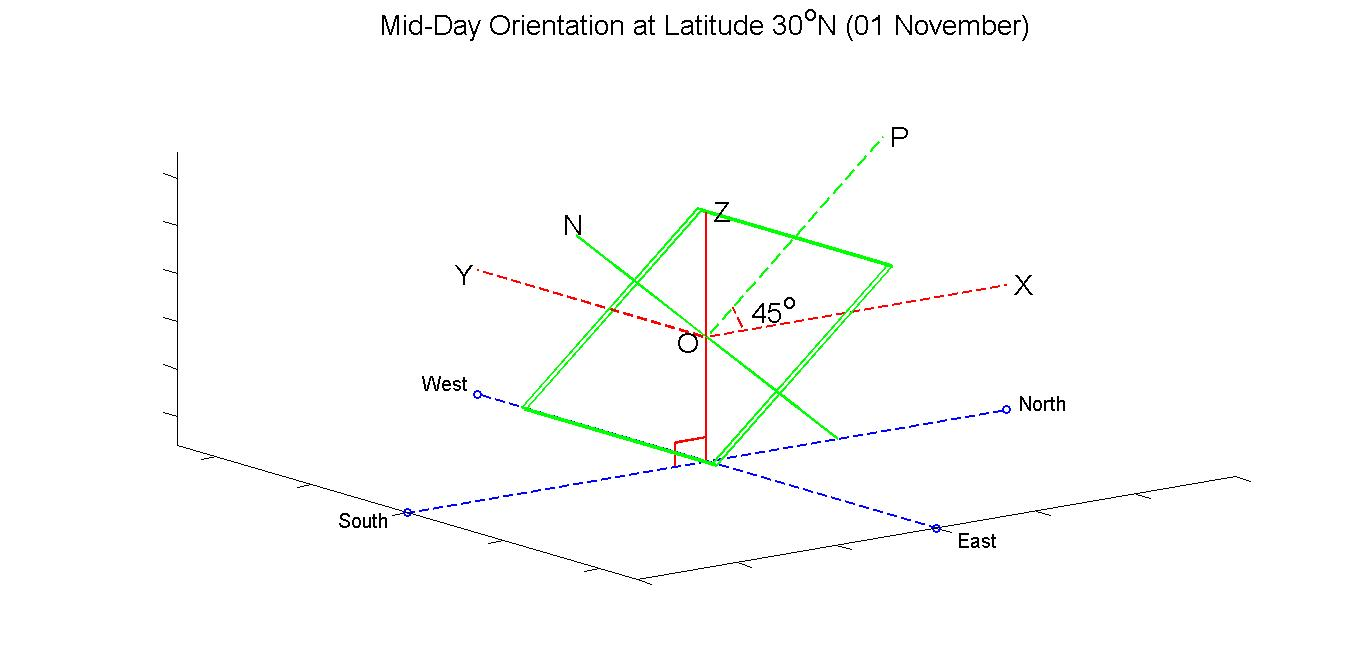 Mid-Day Orientation at Latitude 30°N (01 November)
P
Z
N
Y
X
45°
O
West
North
South
East